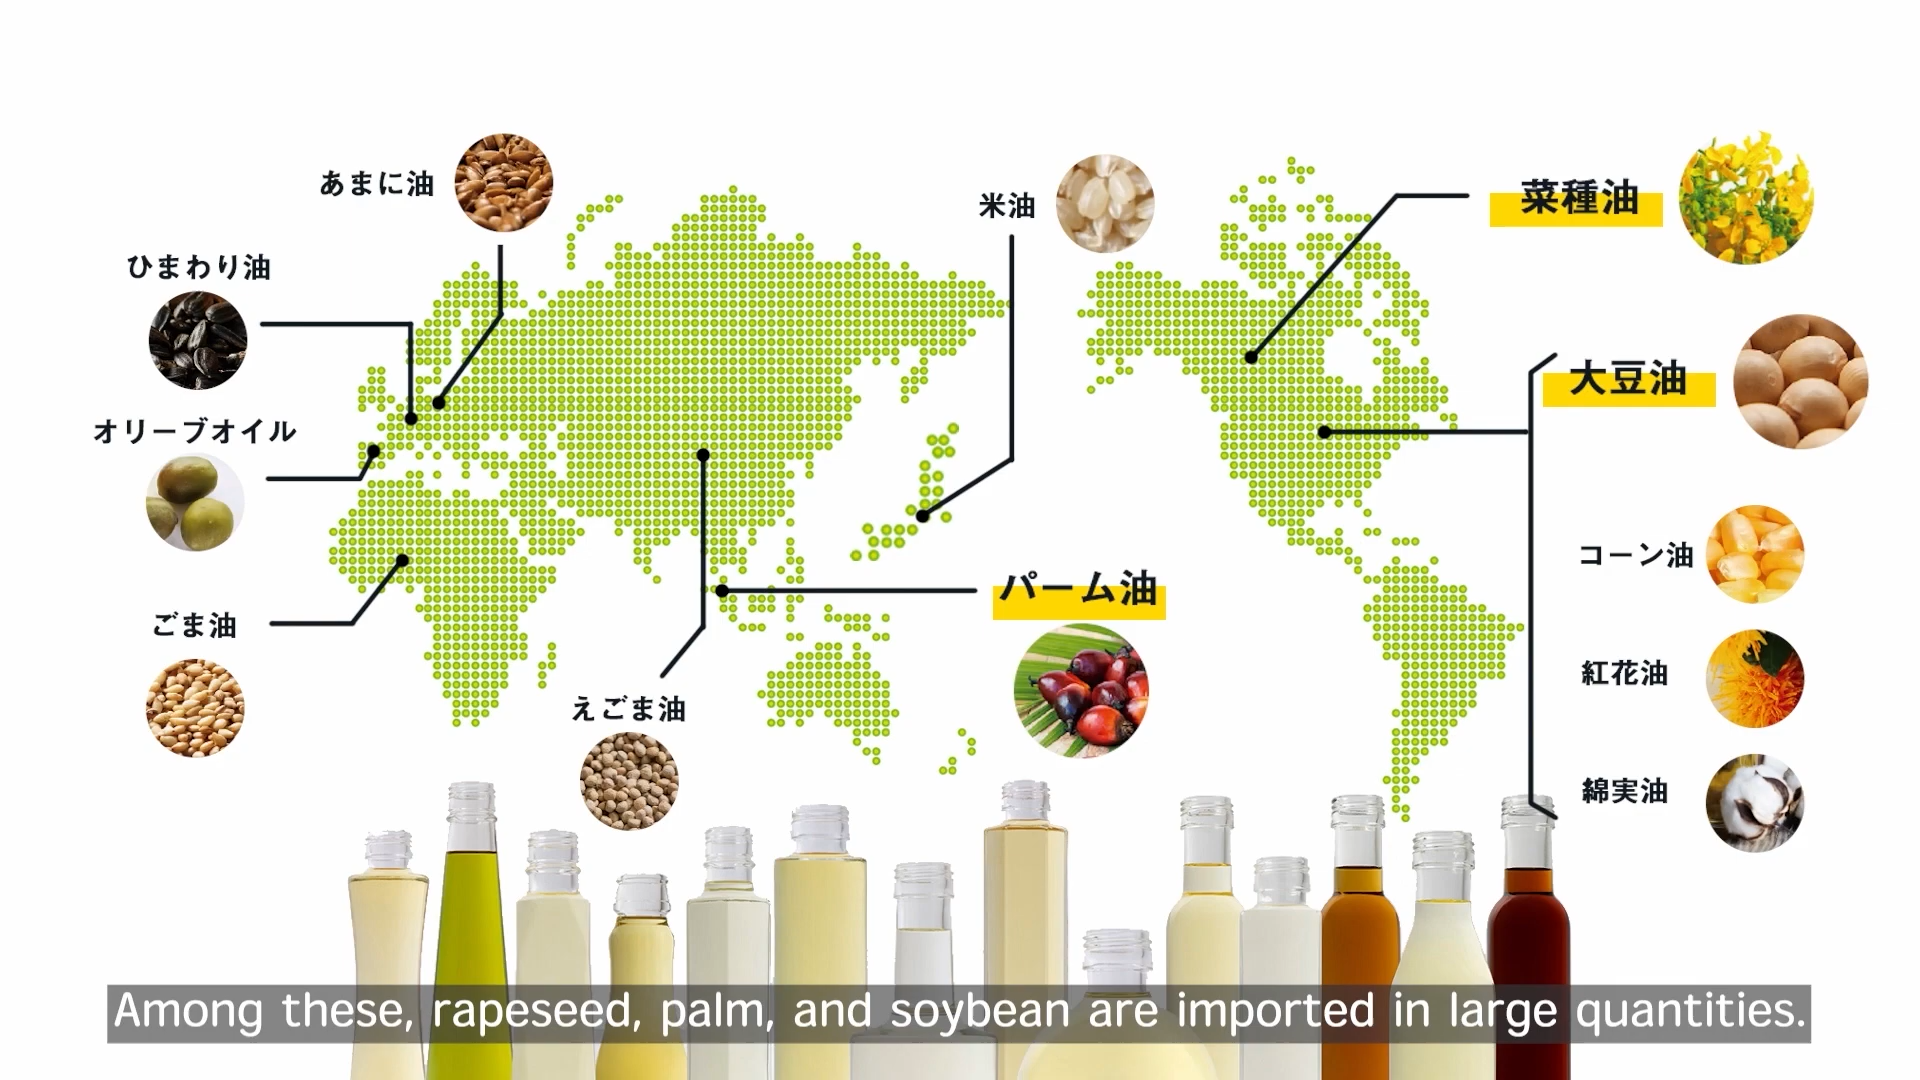 あまに油
米油
菜種油
ひまわり油
大豆油
オリーブオイル
コーン油
パーム油
ごま油
紅花油
えごま油
綿実油
Among these, rapeseed, palm, and soybean are imported in large quantities.